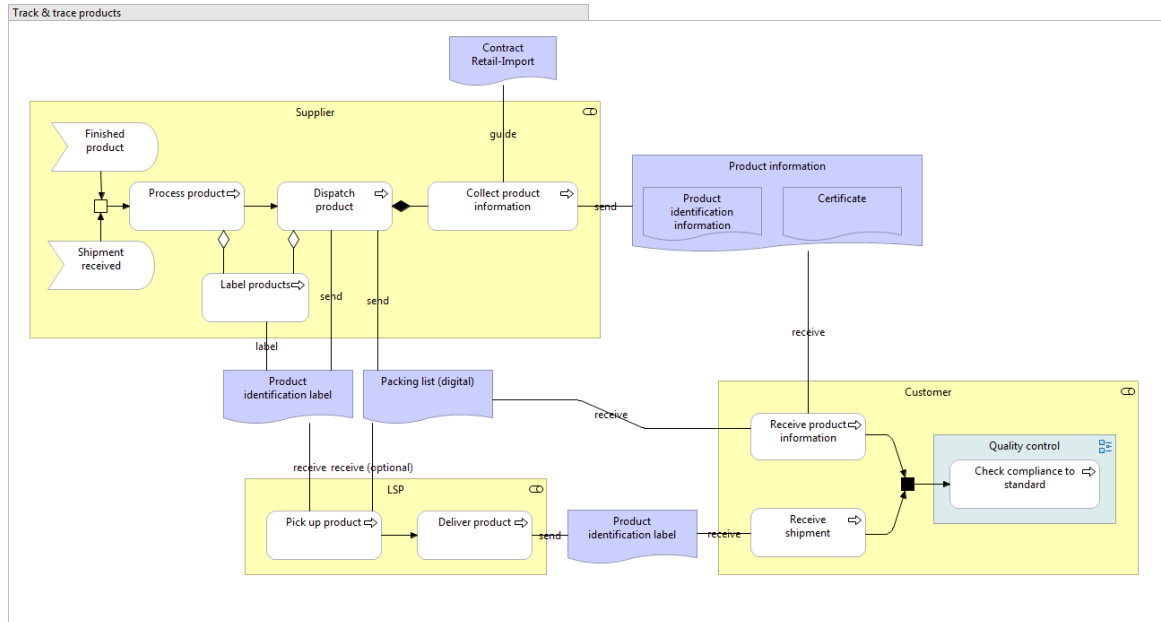 Track & trace products
Contract
Retail-Import
Supplier
guide
Finished
product
Process product
Dispatch
product
Collect product
information
send
Product information
Product
identification
information
Certificate
Shipment
received
Label products
send
send
label
receive
Product
identification label
Packing list (digital)
receive
Customer
Receive product
information
Quality control
Check compliance to
standard
receive
receive (optional)
LSP
Pick up product
Deliver product
send
Product
identification label
receive
Receive
shipment